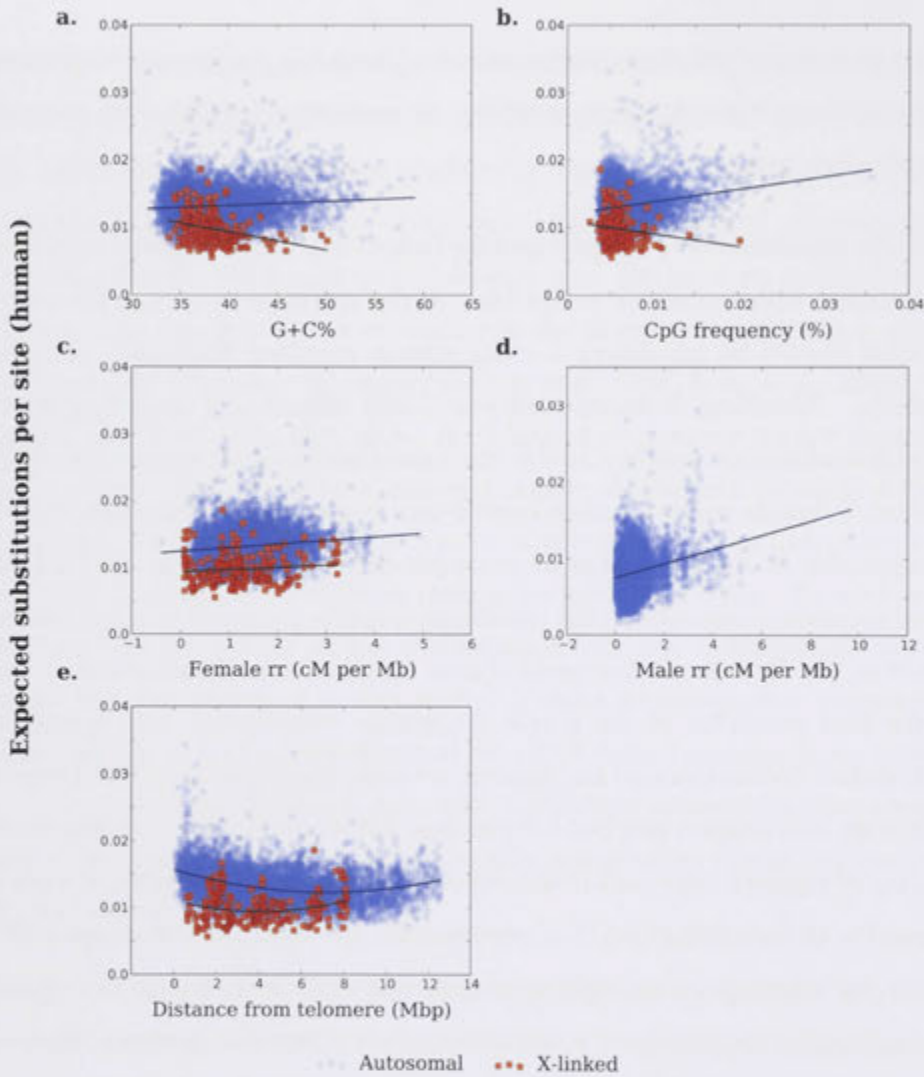 a.
0.04
0.03
0.02
0.01
0.0
30 35 40 45 50 55 60 65
G+C%
b.
0.04
0.03
0.02
0.01
0.0
0 0.01 0.02 0.03 0.04
CpG frequency (%)
c.
0.04
0.03
0.02
0.01
0.0
−1 0 1 2 3 4 5 6
Female rr (cM per Mb)
d.
0.03
0.02
0.01
0.0
−2 0 2 4 6 8 10 12
Male rr (cM per Mb)
e.
0.04
0.03
0.02
0.01
0.0
0 2 4 6 8 10 12 14
Distance from telomere (Mbp)
Expected substitutions per site (human)
Autosomal X-linked